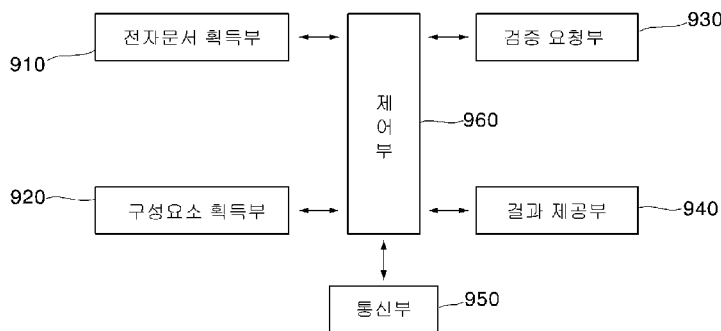 전자문서 획득부
910
검증 요청부
930
제어부
960
구성요소 획득부
920
결과 제공부
940
통신부
950